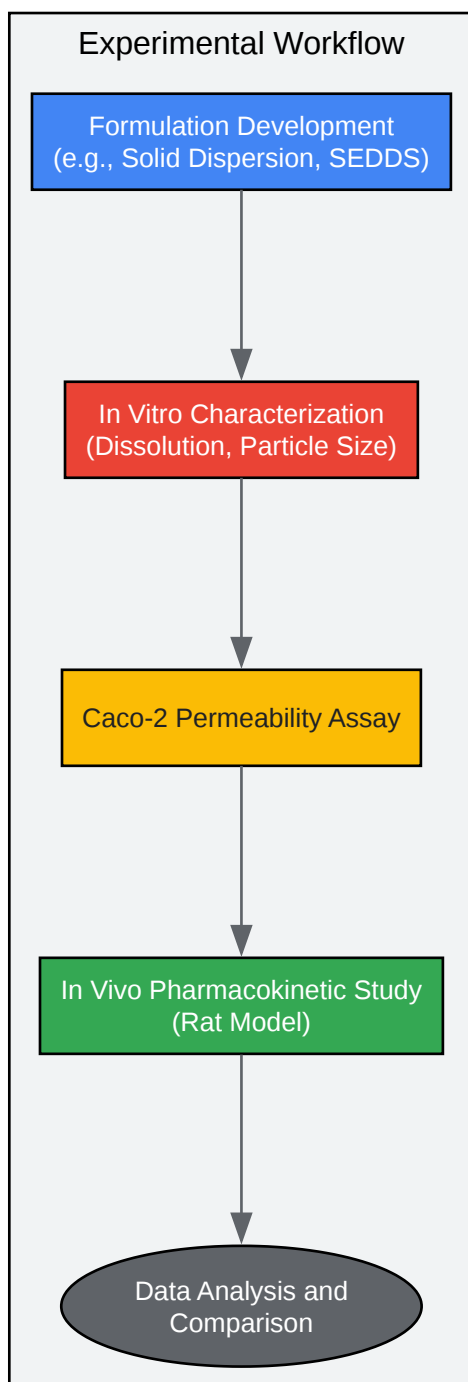 Experimental Workflow
Formulation Development
(e.g., Solid Dispersion, SEDDS)
In Vitro Characterization
(Dissolution, Particle Size)
Caco-2 Permeability Assay
In Vivo Pharmacokinetic Study
(Rat Model)
Data Analysis and
Comparison